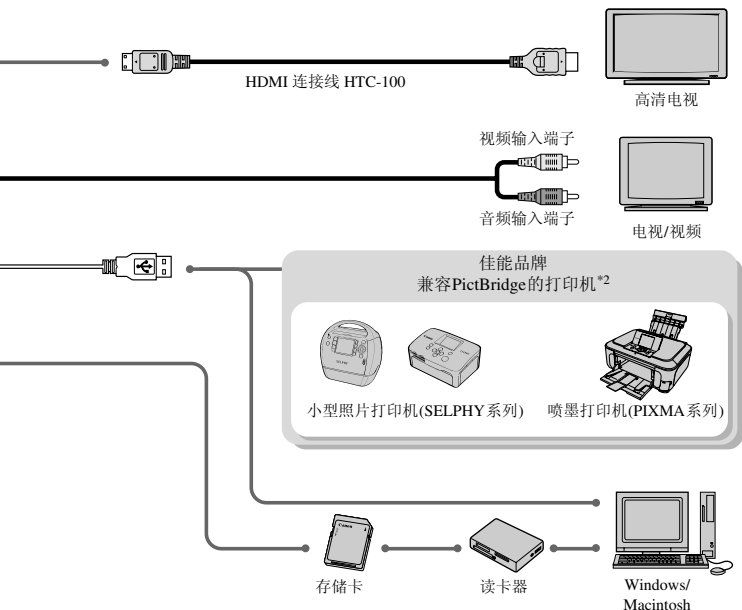 HDMI 连接线 HTC-100
高清电视
视频输入端子
音频输入端子
电视/视频
佳能品牌
兼容PictBridge的打印机*2
SELPHY
小型照片打印机(SELPHY系列)
喷墨打印机(PIXMA系列)
Canon
存储卡
读卡器
Windows/
Macintosh